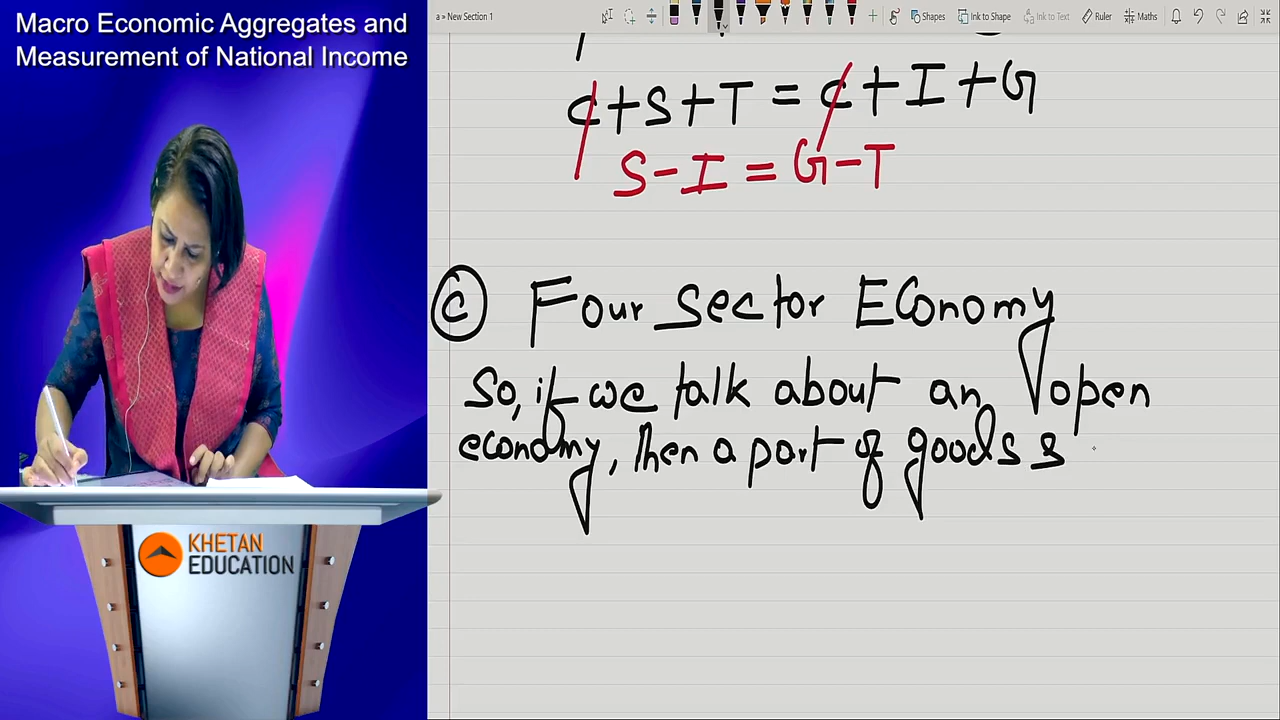 Macro Economic Aggregates and
Measurement of National Income
a » New Section 1
Shapes
Ink to Shape
Ink to Text
Ruler
Math
C+S+T = C+I+G
S-I = G-T
C Four Sector Economy
So, if we talk about an open
economy, then a part of goods s
KHETAN
EDUCATION